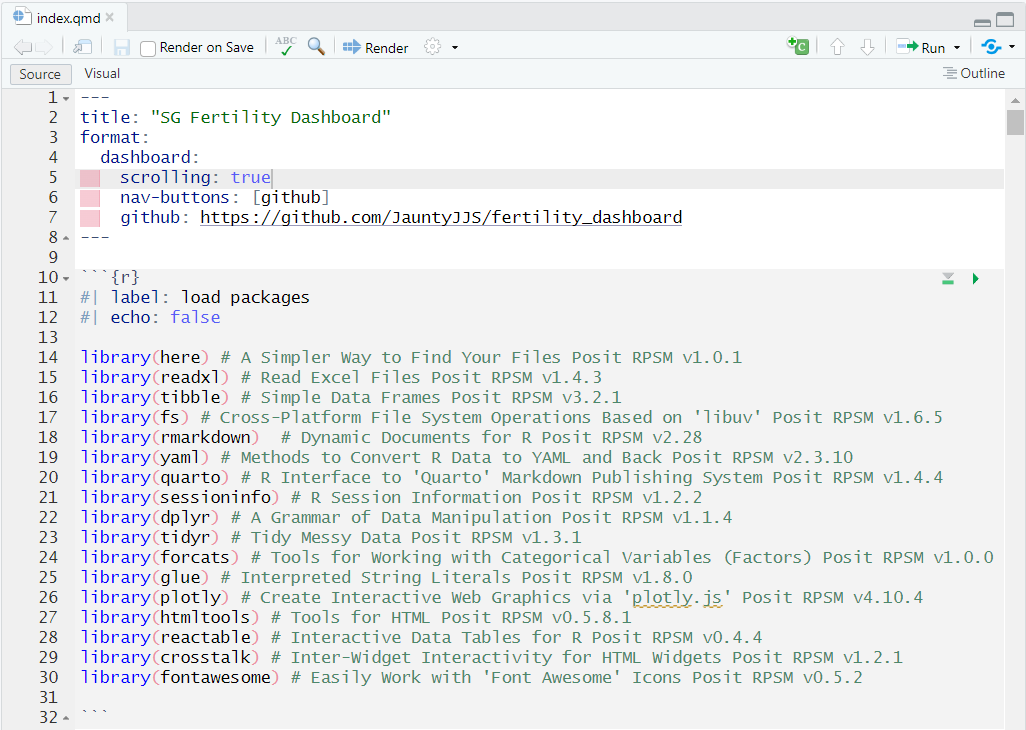 index.qmd
Render on Save
ABC
Render
Run
Source
Visual
Outline
1 ---
2 title: "SG Fertility Dashboard"
3 format:
4   dashboard:
5     scrolling: true
6     nav-buttons: [github]
7     github: https://github.com/JauntyJJS/fertility_dashboard
8 ---
9
10 ```{r}
11 #| label: load packages
12 #| echo: false
13
14 library(here) # A Simpler Way to Find Your Files Posit RPSM v1.0.1
15 library(readxl) # Read Excel Files Posit RPSM v1.4.3
16 library(tibble) # Simple Data Frames Posit RPSM v3.2.1
17 library(fs) # Cross-Platform File System Operations Based on 'libuv' Posit RPSM v1.6.5
18 library(rmarkdown)  # Dynamic Documents for R Posit RPSM v2.28
19 library(yaml) # Methods to Convert R Data to YAML and Back Posit RPSM v2.3.10
20 library(quarto) # R Interface to 'Quarto' Markdown Publishing System Posit RPSM v1.4.4
21 library(sessioninfo) # R Session Information Posit RPSM v1.2.2
22 library(dplyr) # A Grammar of Data Manipulation Posit RPSM v1.1.4
23 library(tidyr) # Tidy Messy Data Posit RPSM v1.3.1
24 library(forcats) # Tools for Working with Categorical Variables (Factors) Posit RPSM v1.0.0
25 library(glue) # Interpreted String Literals Posit RPSM v1.8.0
26 library(plotly) # Create Interactive Web Graphics via 'plotly.js' Posit RPSM v4.10.4
27 library(htmltools) # Tools for HTML Posit RPSM v0.5.8.1
28 library(reactable) # Interactive Data Tables for R Posit RPSM v0.4.4
29 library(crosstalk) # Inter-Widget Interactivity for HTML Widgets Posit RPSM v1.2.1
30 library(fontawesome) # Easily Work with 'Font Awesome' Icons Posit RPSM v0.5.2
31
32 ```